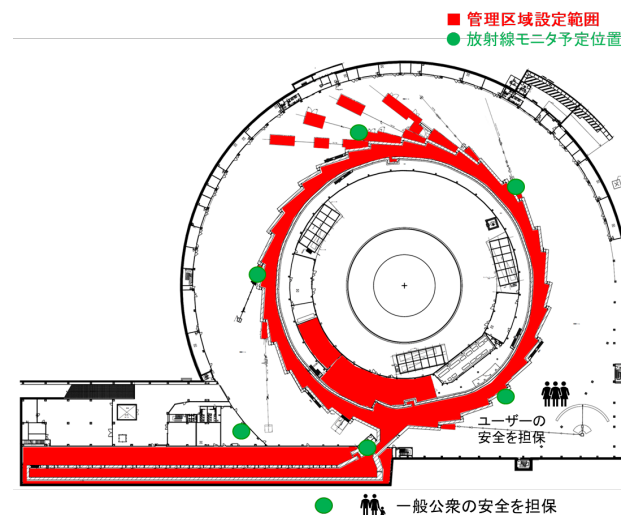 管理区域設定範囲
放射線モニタ予定位置
ユーザーの
安全を担保
一般公衆の安全を担保